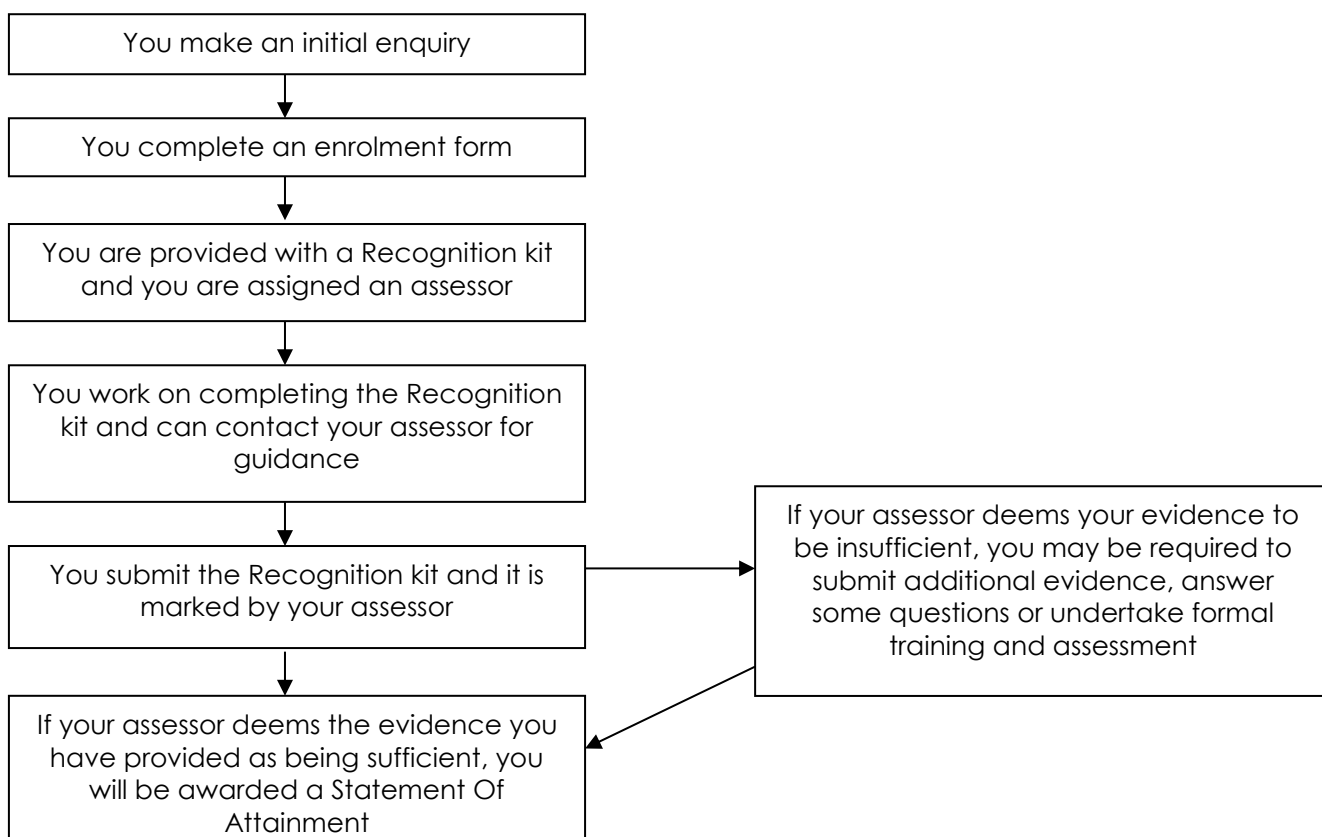 You make an initial enquiry
You complete an enrolment form
You are provided with a Recognition kit
and you are assigned an assessor
You work on completing the Recognition
kit and can contact your assessor for
guidance
You submit the Recognition kit and it is
marked by your assessor
If your assessor deems your evidence to
be insufficient, you may be required to
submit additional evidence, answer
some questions or undertake formal
training and assessment
If your assessor deems the evidence you
have provided as being sufficient, you
will be awarded a Statement Of
Attainment